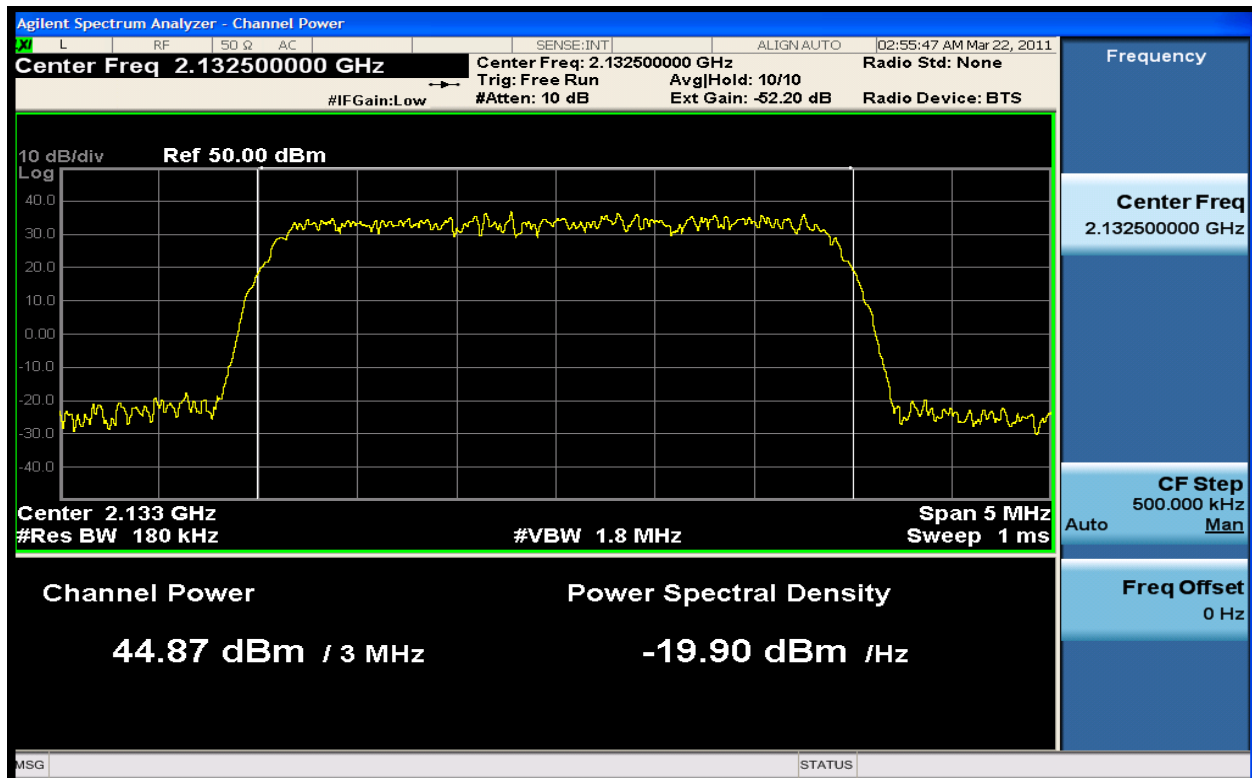 Agilent Spectrum Analyzer - Channel Power
L RF 50 Ω AC SENSE:INT ALIGN AUTO 02:55:47 AM Mar 22, 2011
Center Freq 2.132500000 GHz
#IFGain:Low
Center Freq: 2.132500000 GHz
Trig: Free Run Avg|Hold: 10/10
#Atten: 10 dB Ext Gain: -52.20 dB
Radio Std: None
Radio Device: BTS
10 dB/div Ref 50.00 dBm
Log
40.0
30.0
20.0
10.0
0.00
-10.0
-20.0
-30.0
-40.0
Center 2.133 GHz Span 5 MHz
#Res BW 180 kHz #VBW 1.8 MHz Sweep 1 ms
Channel Power Power Spectral Density
44.87 dBm / 3 MHz -19.90 dBm /Hz
MSG STATUS
Frequency
Center Freq
2.132500000 GHz
CF Step
500.000 kHz
Auto Man
Freq Offset
0 Hz